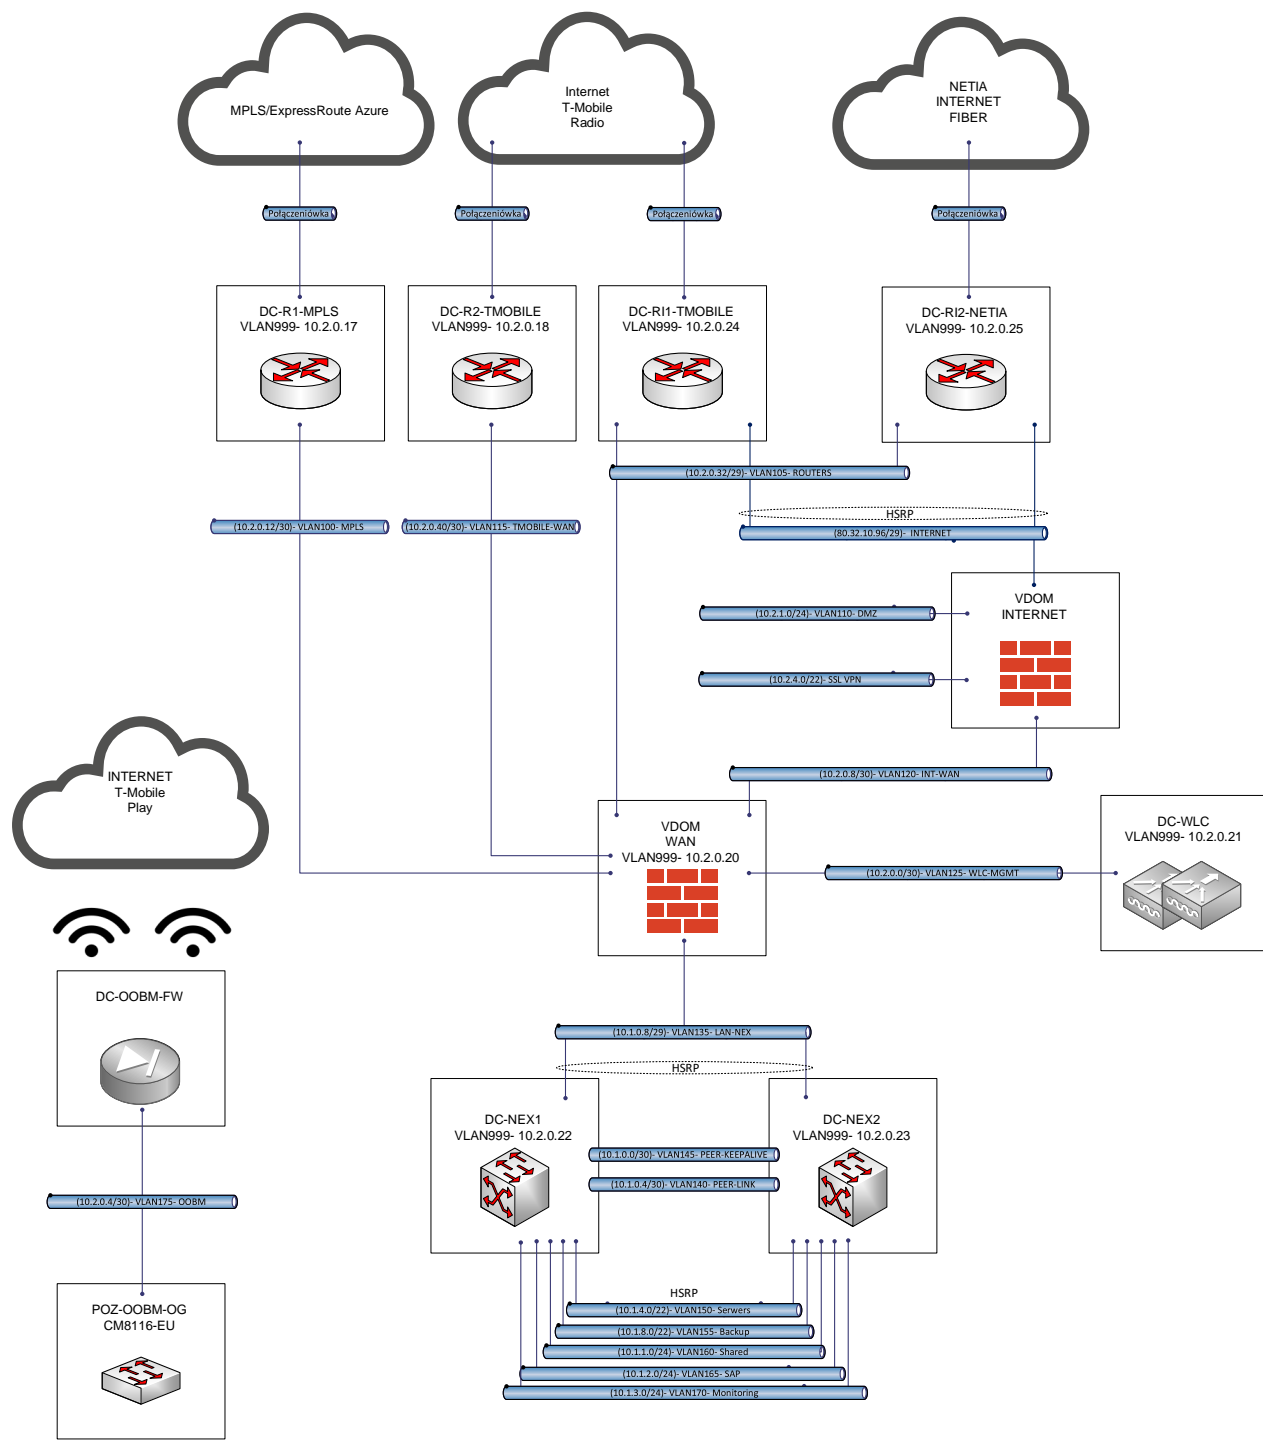 MPLS/ExpressRoute Azure
Internet
T-Mobile
Radio
NETIA
INTERNET
FIBER
Połączeniówka
Połączeniówka
Połączeniówka
Połączeniówka
DC-R1-MPLS
VLAN999- 10.2.0.17
DC-R2-TMOBILE
VLAN999- 10.2.0.18
DC-RI1-TMOBILE
VLAN999- 10.2.0.24
DC-RI2-NETIA
VLAN999- 10.2.0.25
(10.2.0.32/29)- VLAN105- ROUTERS
(10.2.0.12/30)- VLAN100- MPLS
(10.2.0.40/30)- VLAN115- TMOBILE-WAN
HSRP
(80.32.10.96/29)- INTERNET
VDOM
INTERNET
(10.2.1.0/24)- VLAN110- DMZ
(10.2.4.0/22)- SSL VPN
(10.2.0.8/30)- VLAN120- INT-WAN
INTERNET
T-Mobile
Play
VDOM
WAN
VLAN999- 10.2.0.20
DC-WLC
VLAN999- 10.2.0.21
(10.2.0.0/30)- VLAN125- WLC-MGMT
DC-OOBM-FW
(10.1.0.8/29)- VLAN135- LAN-NEX
HSRP
DC-NEX1
VLAN999- 10.2.0.22
DC-NEX2
VLAN999- 10.2.0.23
(10.1.0.0/30)- VLAN145- PEER-KEEPALIVE
(10.1.0.4/30)- VLAN140- PEER-LINK
(10.2.0.4/30)- VLAN175- OOBM
POZ-OOBM-OG
CM8116-EU
HSRP
(10.1.4.0/22)- VLAN150- Serwers
(10.1.8.0/22)- VLAN155- Backup
(10.1.1.0/24)- VLAN160- Shared
(10.1.2.0/24)- VLAN165- SAP
(10.1.3.0/24)- VLAN170- Monitoring